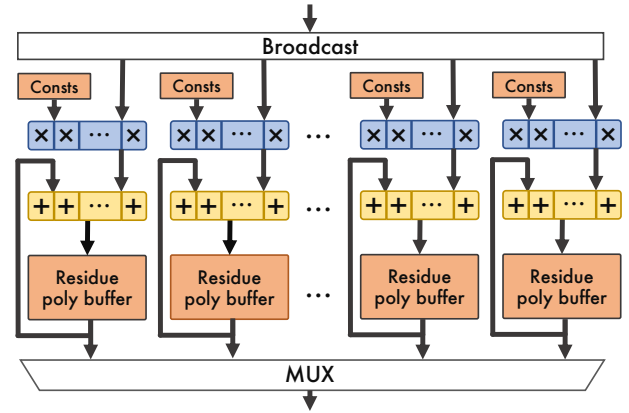 Broadcast
Consts Consts Consts Consts
× × ··· × × × ··· × ··· × × ··· × × × ··· ×
+ + ··· + + + ··· + ··· + + ··· + + + ··· +
Residue Residue Residue Residue
poly buffer poly buffer ... poly buffer poly buffer
MUX